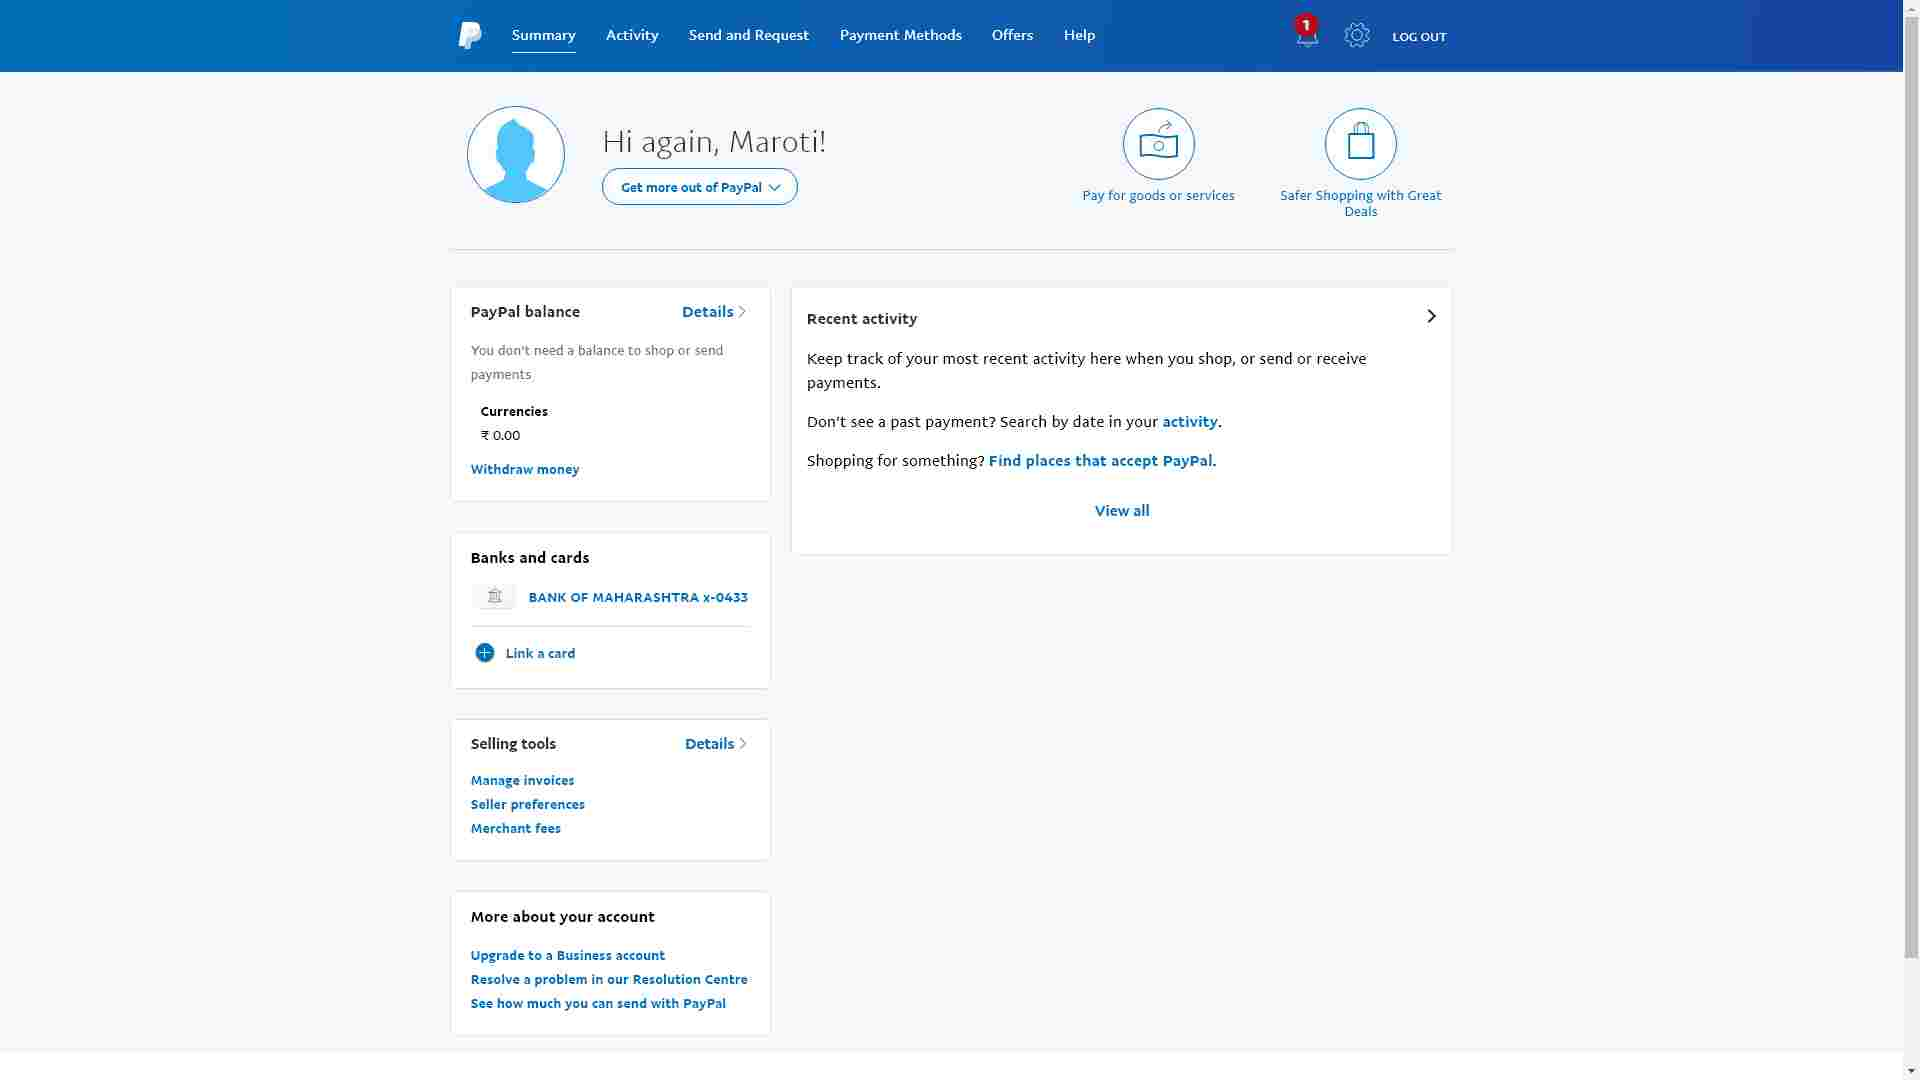 Summary
Activity
Send and Request
Payment Methods
Offers
Help
1
LOG OUT
Hi again, Maroti!
Get more out of PayPal
Pay for goods or services
Safer Shopping with Great
Deals
PayPal balance
Details
You don't need a balance to shop or send
payments
Currencies
₹ 0.00
Withdraw money
Recent activity
Keep track of your most recent activity here when you shop, or send or receive
payments.
Don't see a past payment? Search by date in your activity.
Shopping for something? Find places that accept PayPal.
View all
Banks and cards
BANK OF MAHARASHTRA x-0433
Link a card
Selling tools
Details
Manage invoices
Seller preferences
Merchant fees
More about your account
Upgrade to a Business account
Resolve a problem in our Resolution Centre
See how much you can send with PayPal